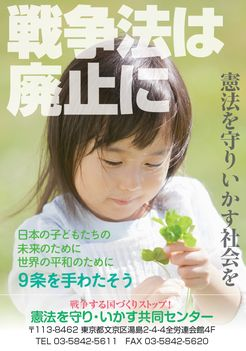 戦争法は
廃止に
憲法を守りいかす社会を
日本の子どもたちの
未来のために
世界の平和のために
9条を手わたそう
戦争する国づくりストップ！
憲法を守り・いかす共同センター
〒113-8462 東京都文京区湯島2-4-4全労連会館4F
TEL 03-5842-5611 FAX 03-5842-5620